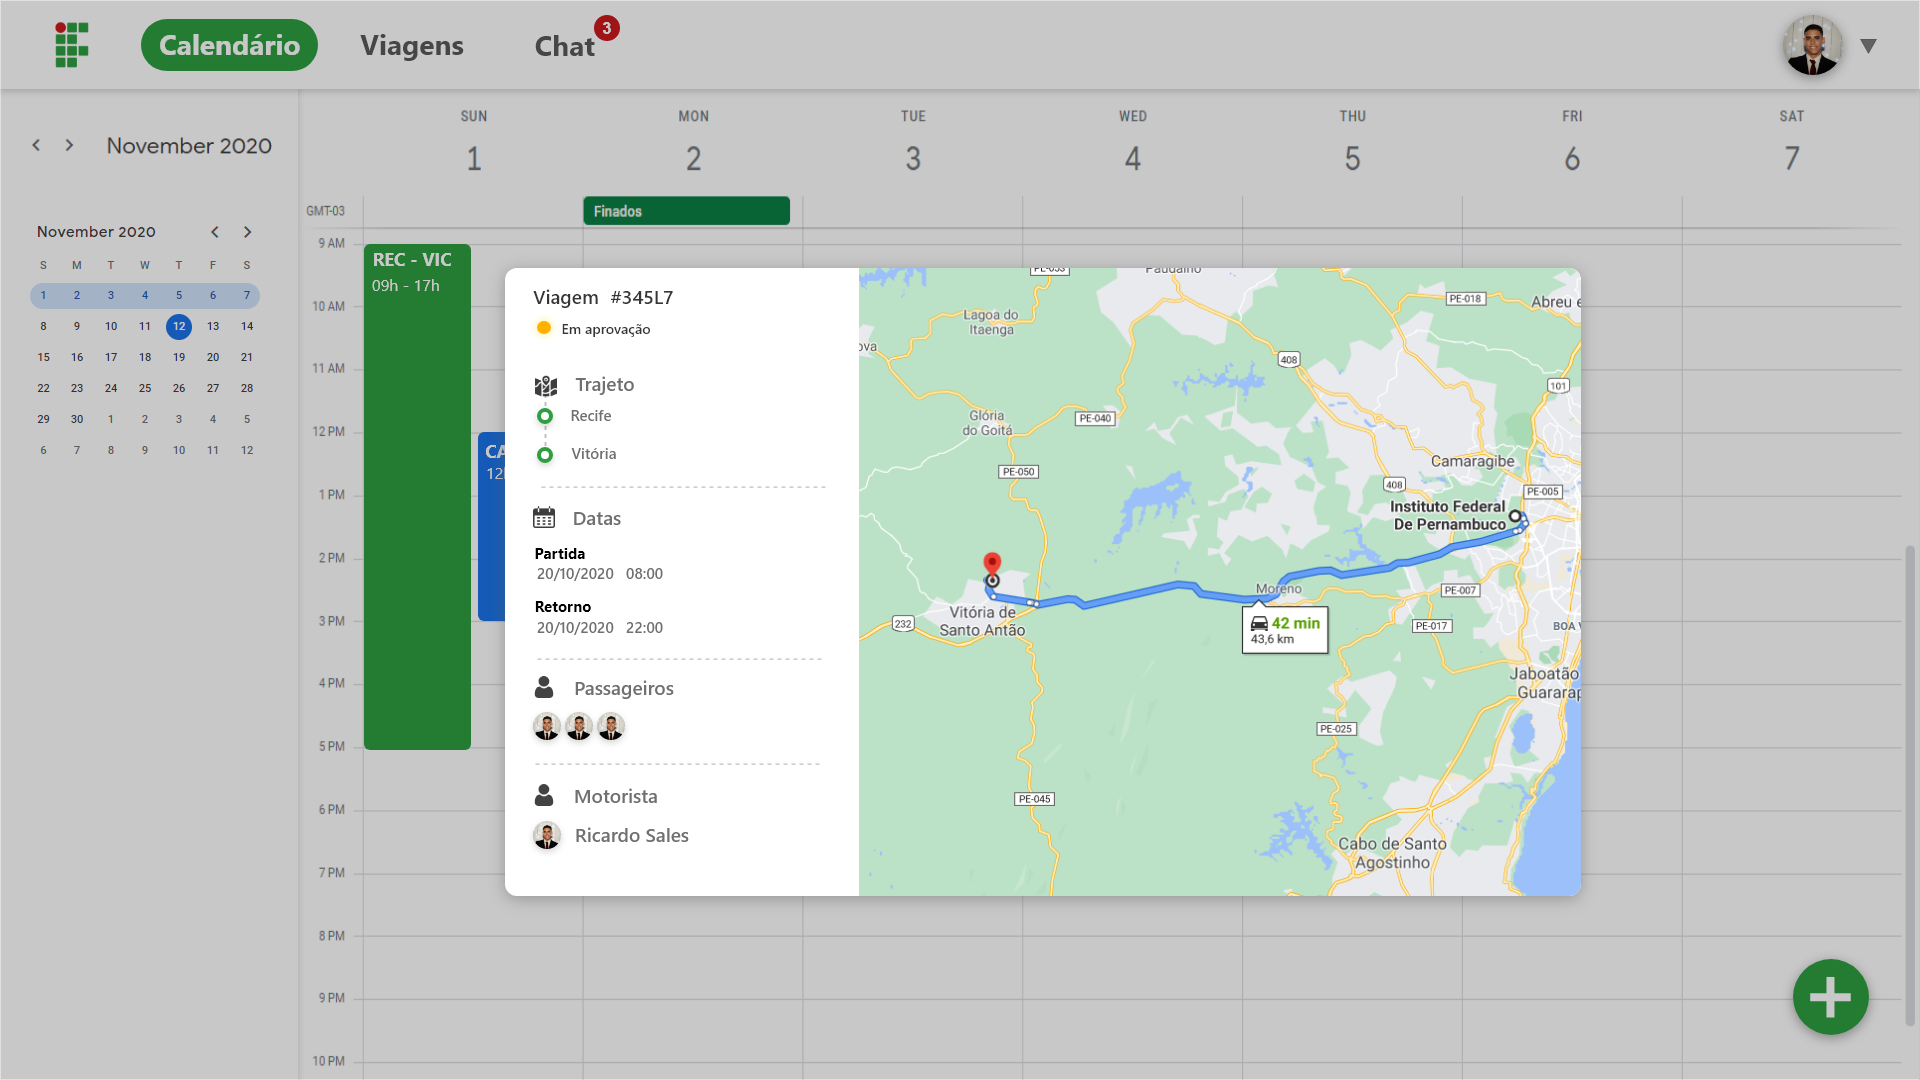 Calendário
Viagens
Chat
3
November 2020
SUN
1
MON
2
TUE
3
WED
4
THU
5
FRI
6
SAT
7
GMT-03
Finados
November 2020
S M T W T F S
1 2 3 4 5 6 7
8 9 10 11 12 13 14
15 16 17 18 19 20 21
22 23 24 25 26 27 28
29 30 1 2 3 4 5
6 7 8 9 10 11 12
9 AM
10 AM
11 AM
12 PM
1 PM
2 PM
3 PM
4 PM
5 PM
6 PM
7 PM
8 PM
9 PM
10 PM
REC - VIC
09h - 17h
CA
12
Viagem #345L7
Em aprovação
Trajeto
Recife
Vitória
Datas
Partida
20/10/2020 08:00
Retorno
20/10/2020 22:00
Passageiros
Motorista
Ricardo Sales
PE-053
Paudalho
PE-018
Abreu e
Lagoa do
Itaenga
ova
408
101
Glória
do Goitá
PE-040
PE-050
Camaragibe
408
PE-005
Instituto Federal
De Pernambuco
Moreno
PE-007
Vitória de
Santo Antão
232
42 min
43,6 km
PE-017
BOA V
Jaboatão
Guararap
PE-025
PE-045
Cabo de Santo
Agostinho